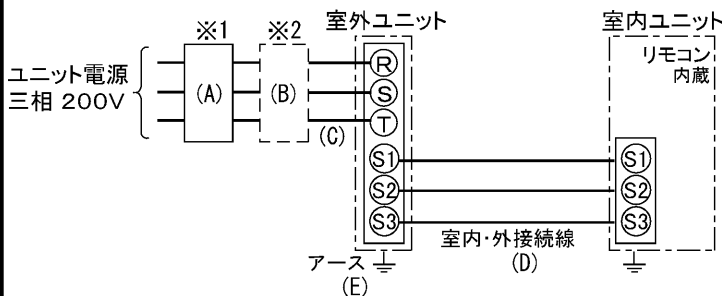 ※1
※2
室外ユニット
室内ユニット
リモコン
内蔵
ユニット電源
三相 200V
(A)
(B)
(C)
R
S
T
S1
S2
S3
S1
S2
S3
室内・外接続線
(D)
アース
(E)